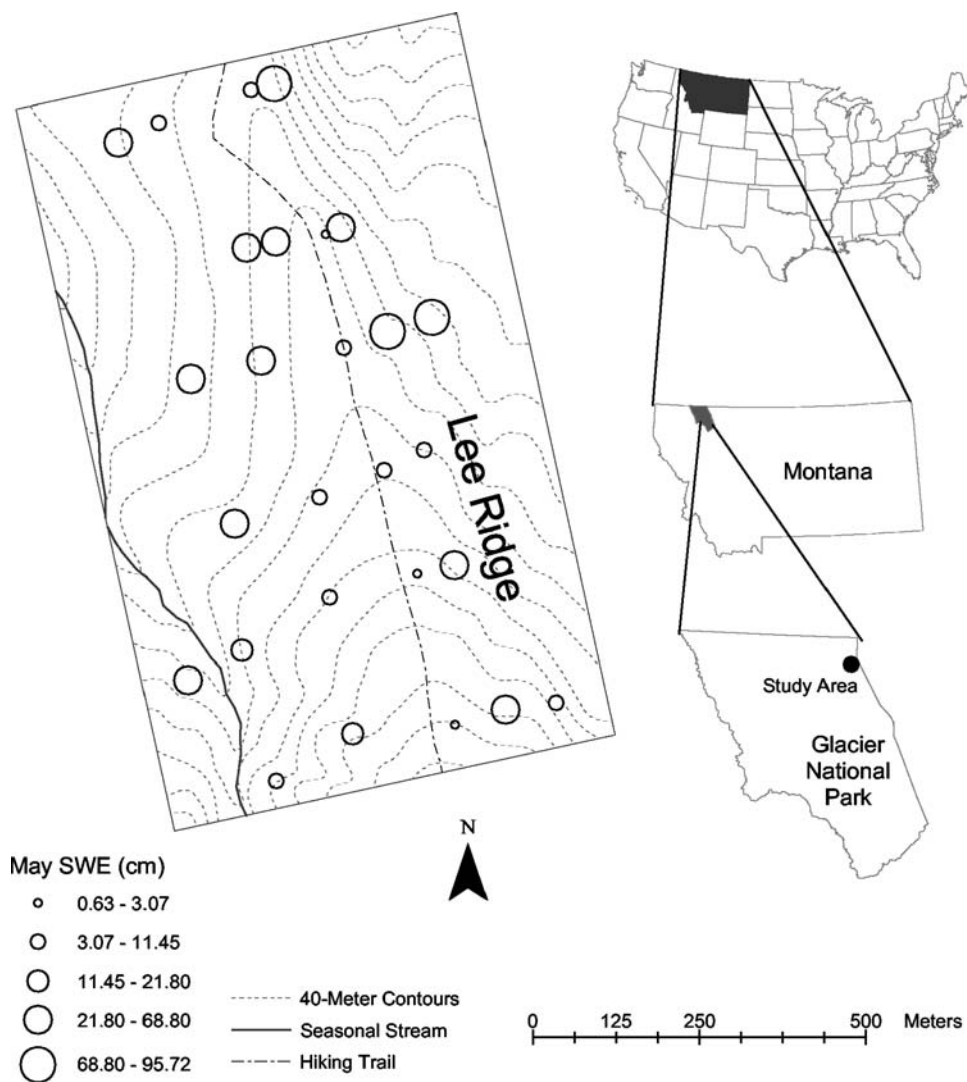 Lee Ridge
Montana
Study Area
Glacier
National
Park
N
May SWE (cm)
0.63 - 3.07
3.07 - 11.45
11.45 - 21.80
21.80 - 68.80
68.80 - 95.72
40-Meter Contours
Seasonal Stream
Hiking Trail
0 125 250 500 Meters